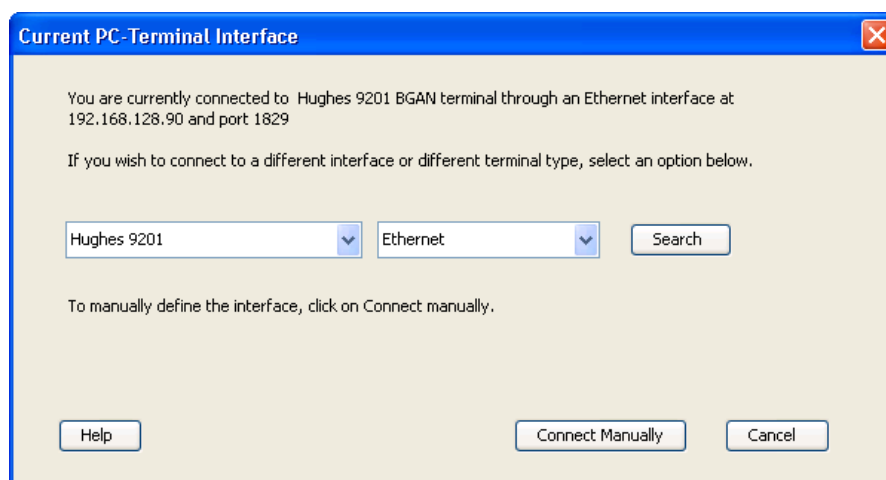 Current PC-Terminal Interface
You are currently connected to Hughes 9201 BGAN terminal through an Ethernet interface at
192.168.128.90 and port 1829
If you wish to connect to a different interface or different terminal type, select an option below.
Hughes 9201
Ethernet
Search
To manually define the interface, click on Connect manually.
Help
Connect Manually
Cancel